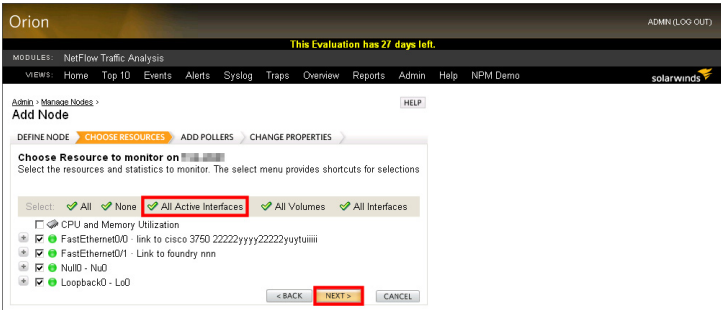 Orion
ADMIN (LOG OUT)
This Evaluation has 27 days left.
MODULES: NetFlow Traffic Analysis
VIEWS: Home Top 10 Events Alerts Syslog Traps Overview Reports Admin Help NPM Demo
solarwinds
Admin > Manage Nodes >
HELP
Add Node
DEFINE NODE CHOOSE RESOURCES ADD POLLERS CHANGE PROPERTIES
Choose Resource to monitor on
Select the resources and statistics to monitor. The select menu provides shortcuts for selections
Select: All None All Active Interfaces All Volumes All Interfaces
CPU and Memory Utilization
FastEthernet0/0 - link to cisco 3750 22222yyyy22222yuytuiiiii
FastEthernet0/1 - Link to foundry nnn
Null0 - Nu0
Loopback0 - Lo0
< BACK NEXT > CANCEL